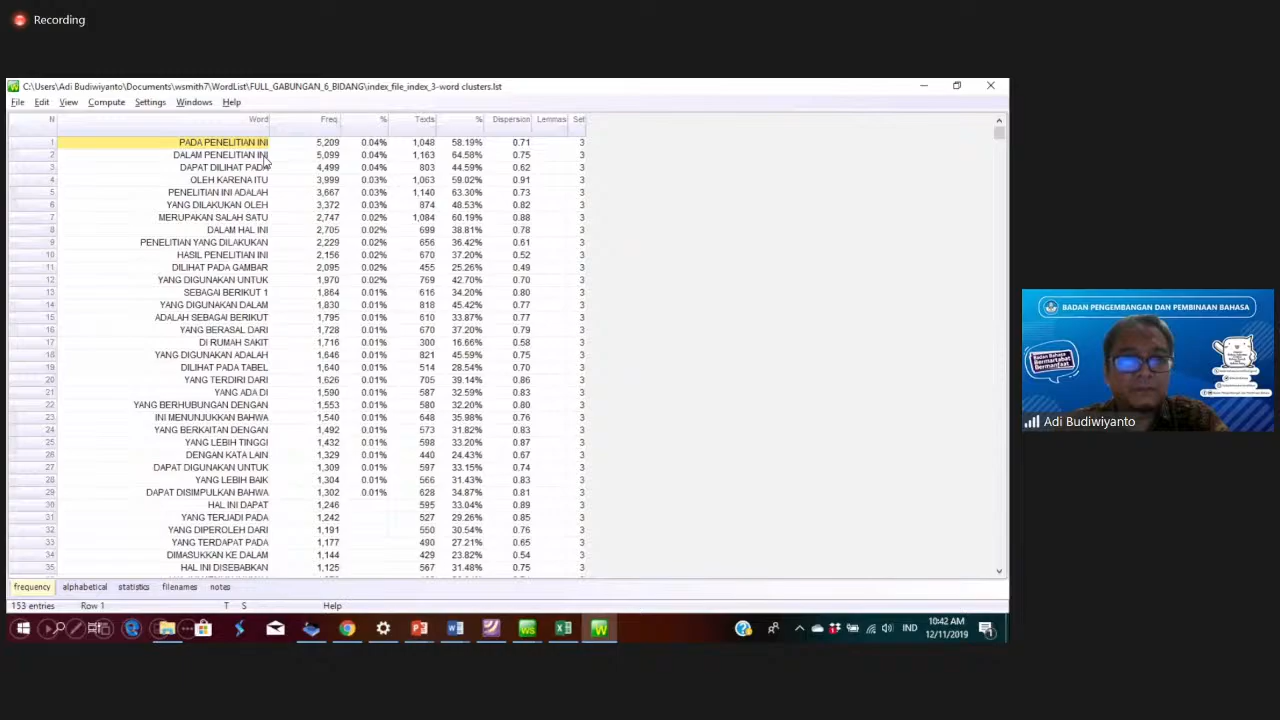 Recording
C:\Users\Adi Budiwiyanto\Documents\wsmith7\WordList\FULL_GABUNGAN_6_BIDANG\index_file_index_3-word clusters.lst
File Edit View Compute Settings Windows Help
N Word Freq. % Texts % Dispersion Lemmas Set
1 PADA PENELITIAN INI 5,209 0.04% 1,048 58.19% 0.71 3
2 DALAM PENELITIAN INI 5,099 0.04% 1,163 64.58% 0.75 3
3 DAPAT DILIHAT PADA 4,499 0.04% 803 44.59% 0.62 3
4 OLEH KARENA ITU 3,999 0.03% 1,063 59.02% 0.91 3
5 PENELITIAN INI ADALAH 3,667 0.03% 1,140 63.30% 0.73 3
6 YANG DILAKUKAN OLEH 3,372 0.03% 874 48.53% 0.82 3
7 MERUPAKAN SALAH SATU 2,747 0.02% 1,084 60.19% 0.88 3
8 DALAM HAL INI 2,705 0.02% 699 38.81% 0.78 3
9 PENELITIAN YANG DILAKUKAN 2,229 0.02% 656 36.42% 0.61 3
10 HASIL PENELITIAN INI 2,156 0.02% 670 37.20% 0.52 3
11 DILIHAT PADA GAMBAR 2,095 0.02% 455 25.26% 0.49 3
12 YANG DIGUNAKAN UNTUK 1,970 0.02% 769 42.70% 0.70 3
13 SEBAGAI BERIKUT 1 1,864 0.01% 616 34.20% 0.80 3
14 YANG DIGUNAKAN DALAM 1,830 0.01% 818 45.42% 0.77 3
15 ADALAH SEBAGAI BERIKUT 1,795 0.01% 610 33.87% 0.77 3
16 YANG BERASAL DARI 1,728 0.01% 670 37.20% 0.79 3
17 DI RUMAH SAKIT 1,716 0.01% 300 16.66% 0.58 3
18 YANG DIGUNAKAN ADALAH 1,646 0.01% 821 45.59% 0.75 3
19 DILIHAT PADA TABEL 1,640 0.01% 514 28.54% 0.70 3
20 YANG TERDIRI DARI 1,626 0.01% 705 39.14% 0.86 3
21 YANG ADA DI 1,590 0.01% 587 32.59% 0.83 3
22 YANG BERHUBUNGAN DENGAN 1,553 0.01% 580 32.20% 0.80 3
23 INI MENUNJUKKAN BAHWA 1,540 0.01% 648 35.98% 0.76 3
24 YANG BERKAITAN DENGAN 1,492 0.01% 573 31.82% 0.83 3
25 YANG LEBIH TINGGI 1,432 0.01% 598 33.20% 0.87 3
26 DENGAN KATA LAIN 1,329 0.01% 440 24.43% 0.67 3
27 DAPAT DIGUNAKAN UNTUK 1,309 0.01% 597 33.15% 0.74 3
28 YANG LEBIH BAIK 1,304 0.01% 566 31.43% 0.83 3
29 DAPAT DISIMPULKAN BAHWA 1,302 0.01% 628 34.87% 0.81 3
30 HAL INI DAPAT 1,246 595 33.04% 0.89 3
31 YANG TERJADI PADA 1,242 527 29.26% 0.85 3
32 YANG DIPEROLEH DARI 1,191 550 30.54% 0.76 3
33 YANG TERDAPAT PADA 1,177 490 27.21% 0.65 3
34 DIMASUKKAN KE DALAM 1,144 429 23.82% 0.54 3
35 HAL INI DISEBABKAN 1,125 567 31.48% 0.75 3
frequency alphabetical statistics filenames notes
153 entries Row 1 T S Help
IND 10:42 AM
12/11/2019
BADAN PENGEMBANGAN DAN PEMBINAAN BAHASA
Badan Bahasa
Bermartabat
Bermanfaat
Adi Budiwiyanto